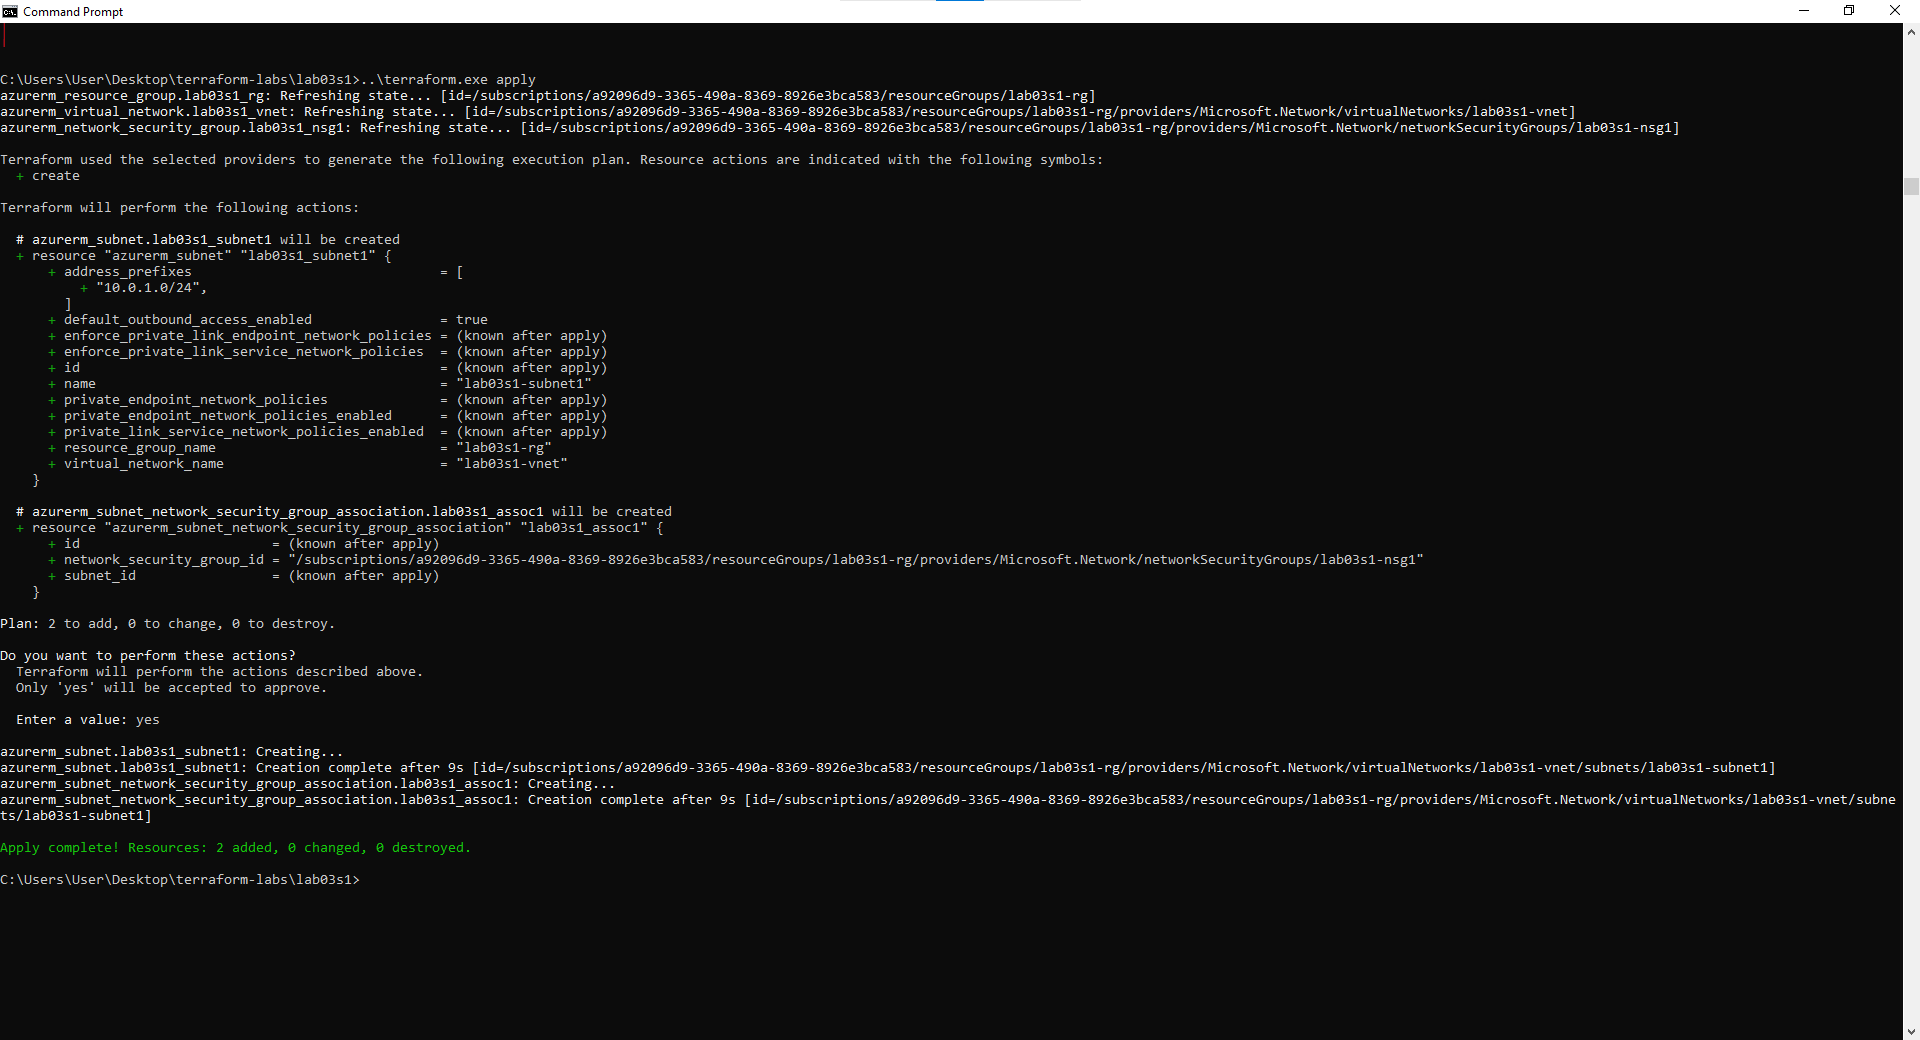 Command Prompt
C:\Users\User\Desktop\terraform-labs\lab03s1>..\terraform.exe apply
azurerm_resource_group.lab03s1_rg: Refreshing state... [id=/subscriptions/a92096d9-3365-490a-8369-8926e3bca583/resourceGroups/lab03s1-rg]
azurerm_virtual_network.lab03s1_vnet: Refreshing state... [id=/subscriptions/a92096d9-3365-490a-8369-8926e3bca583/resourceGroups/lab03s1-rg/providers/Microsoft.Network/virtualNetworks/lab03s1-vnet]
azurerm_network_security_group.lab03s1_nsg1: Refreshing state... [id=/subscriptions/a92096d9-3365-490a-8369-8926e3bca583/resourceGroups/lab03s1-rg/providers/Microsoft.Network/networkSecurityGroups/lab03s1-nsg1]
Terraform used the selected providers to generate the following execution plan. Resource actions are indicated with the following symbols:
  + create
Terraform will perform the following actions:
  # azurerm_subnet.lab03s1_subnet1 will be created
  + resource "azurerm_subnet" "lab03s1_subnet1" {
      + address_prefixes                               = [
          + "10.0.1.0/24",
        ]
      + default_outbound_access_enabled                = true
      + enforce_private_link_endpoint_network_policies = (known after apply)
      + enforce_private_link_service_network_policies  = (known after apply)
      + id                                             = (known after apply)
      + name                                           = "lab03s1-subnet1"
      + private_endpoint_network_policies              = (known after apply)
      + private_endpoint_network_policies_enabled      = (known after apply)
      + private_link_service_network_policies_enabled  = (known after apply)
      + resource_group_name                            = "lab03s1-rg"
      + virtual_network_name                           = "lab03s1-vnet"
    }
  # azurerm_subnet_network_security_group_association.lab03s1_assoc1 will be created
  + resource "azurerm_subnet_network_security_group_association" "lab03s1_assoc1" {
      + id                        = (known after apply)
      + network_security_group_id = "/subscriptions/a92096d9-3365-490a-8369-8926e3bca583/resourceGroups/lab03s1-rg/providers/Microsoft.Network/networkSecurityGroups/lab03s1-nsg1"
      + subnet_id                 = (known after apply)
    }
Plan: 2 to add, 0 to change, 0 to destroy.
Do you want to perform these actions?
  Terraform will perform the actions described above.
  Only 'yes' will be accepted to approve.
  Enter a value: yes
azurerm_subnet.lab03s1_subnet1: Creating...
azurerm_subnet.lab03s1_subnet1: Creation complete after 9s [id=/subscriptions/a92096d9-3365-490a-8369-8926e3bca583/resourceGroups/lab03s1-rg/providers/Microsoft.Network/virtualNetworks/lab03s1-vnet/subnets/lab03s1-subnet1]
azurerm_subnet_network_security_group_association.lab03s1_assoc1: Creating...
azurerm_subnet_network_security_group_association.lab03s1_assoc1: Creation complete after 9s [id=/subscriptions/a92096d9-3365-490a-8369-8926e3bca583/resourceGroups/lab03s1-rg/providers/Microsoft.Network/virtualNetworks/lab03s1-vnet/subne
ts/lab03s1-subnet1]
Apply complete! Resources: 2 added, 0 changed, 0 destroyed.
C:\Users\User\Desktop\terraform-labs\lab03s1>